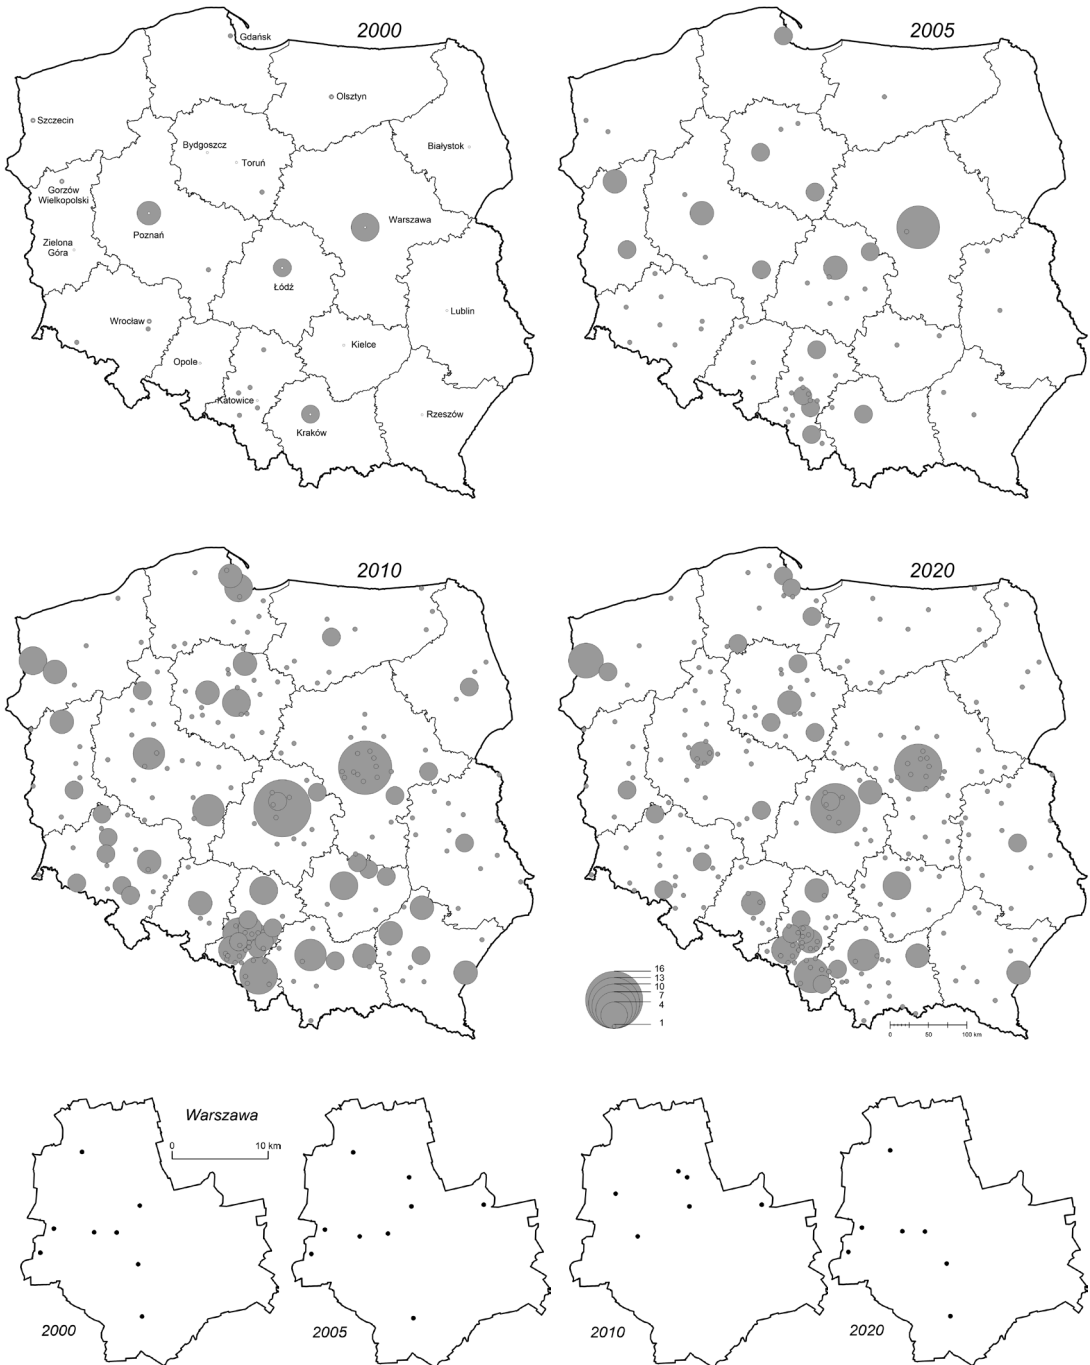 2000
Gdańsk
Olsztyn
Szczecin
Bydgoszcz
Toruń
Białystok
Gorzów
Wielkopolski
Poznań
Warszawa
Zielona
Góra
Łódź
Wrocław
Lublin
Kielce
Opole
Katowice
Kraków
Rzeszów
2005
2010
2020
16
13
10
7
4
1
0 50 100 km
Warszawa
0 10 km
2000
2005
2010
2020